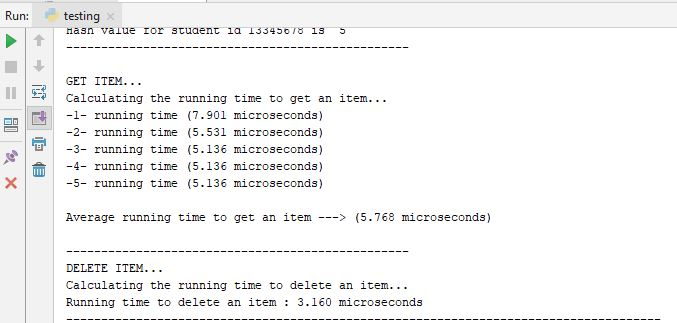 Run: testing
Hash value for student id 13345678 is 5
---------------------------------------------------
GET ITEM...
Calculating the running time to get an item...
-1- running time (7.901 microseconds)
-2- running time (5.531 microseconds)
-3- running time (5.136 microseconds)
-4- running time (5.136 microseconds)
-5- running time (5.136 microseconds)
Average running time to get an item ---> (5.768 microseconds)
---------------------------------------------------
DELETE ITEM...
Calculating the running time to delete an item...
Running time to delete an item : 3.160 microseconds
----------------------------------------------------------------------------------------